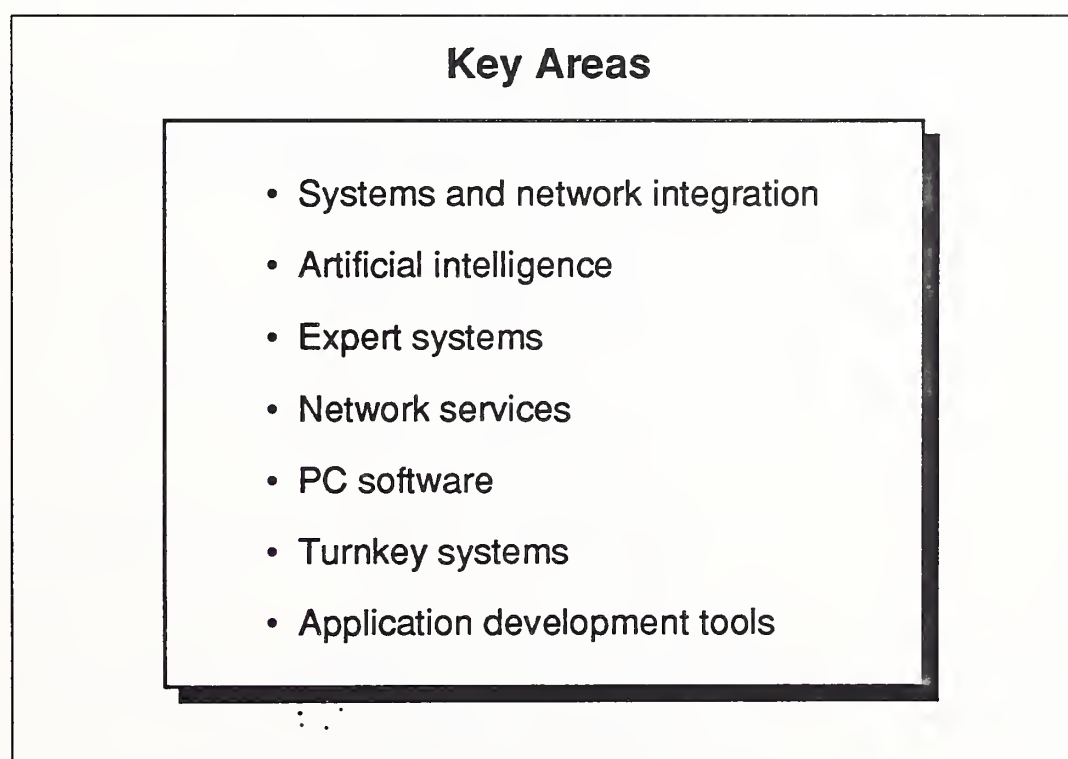 Key Areas
• Systems and network integration
• Artificial intelligence
• Expert systems
• Network services
• PC software
• Turnkey systems
• Application development tools